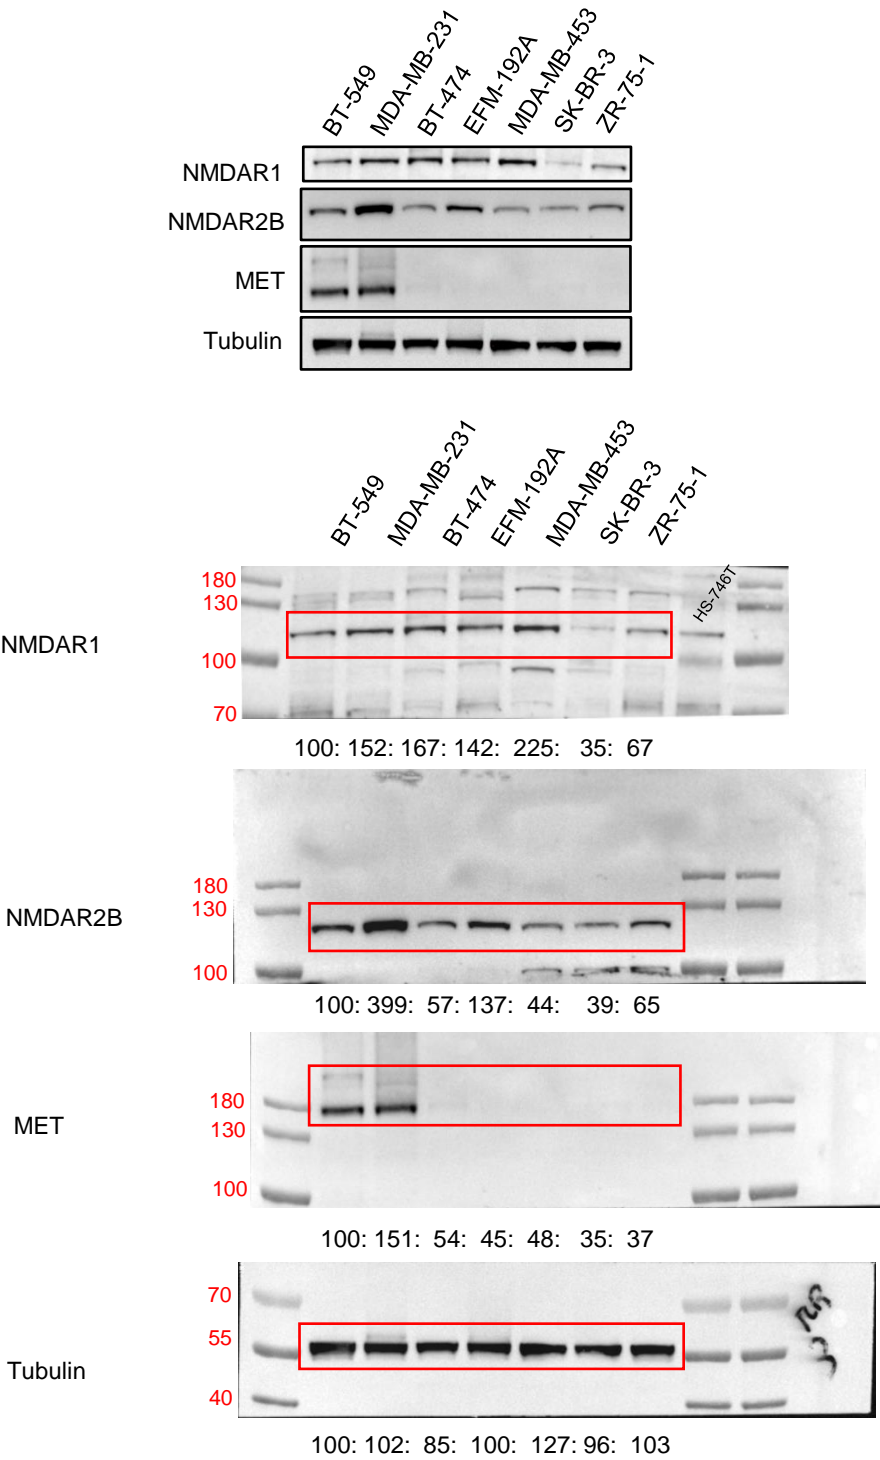 BT-549 MDA-MB-231 BT-474 EFM-192A MDA-MB-453 SK-BR-3 ZR-75-1
NMDAR1
NMDAR2B
MET
Tubulin
BT-549 MDA-MB-231 BT-474 EFM-192A MDA-MB-453 SK-BR-3 ZR-75-1
180
130
HS-746T
NMDAR1
100
70
100: 152: 167: 142: 225: 35: 67
180
130
NMDAR2B
100
100: 399: 57: 137: 44: 39: 65
180
MET
130
100
100: 151: 54: 45: 48: 35: 37
70
55
Tubulin
40
100: 102: 85: 100: 127: 96: 103